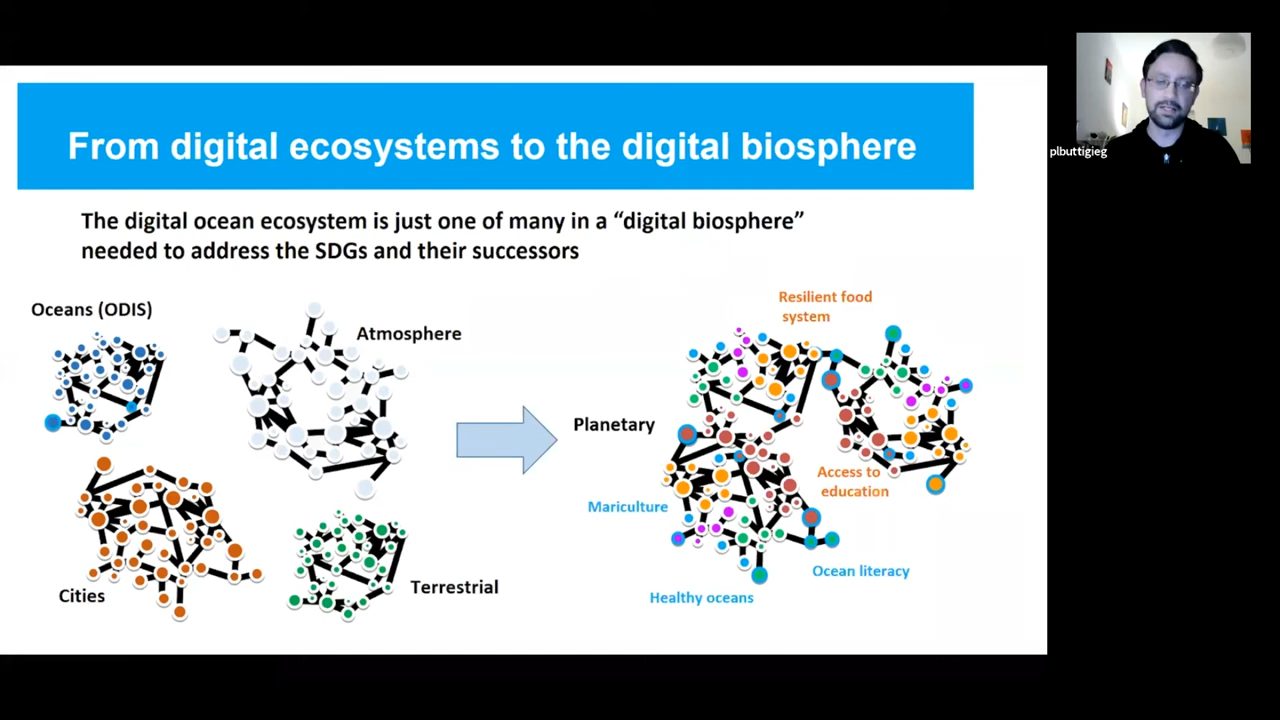 From digital ecosystems to the digital biosphere
plbuttigieg
The digital ocean ecosystem is just one of many in a “digital biosphere”
needed to address the SDGs and their successors
Oceans (ODIS)
Atmosphere
Cities
Terrestrial
Resilient food
system
Planetary
Access to
education
Mariculture
Ocean literacy
Healthy oceans